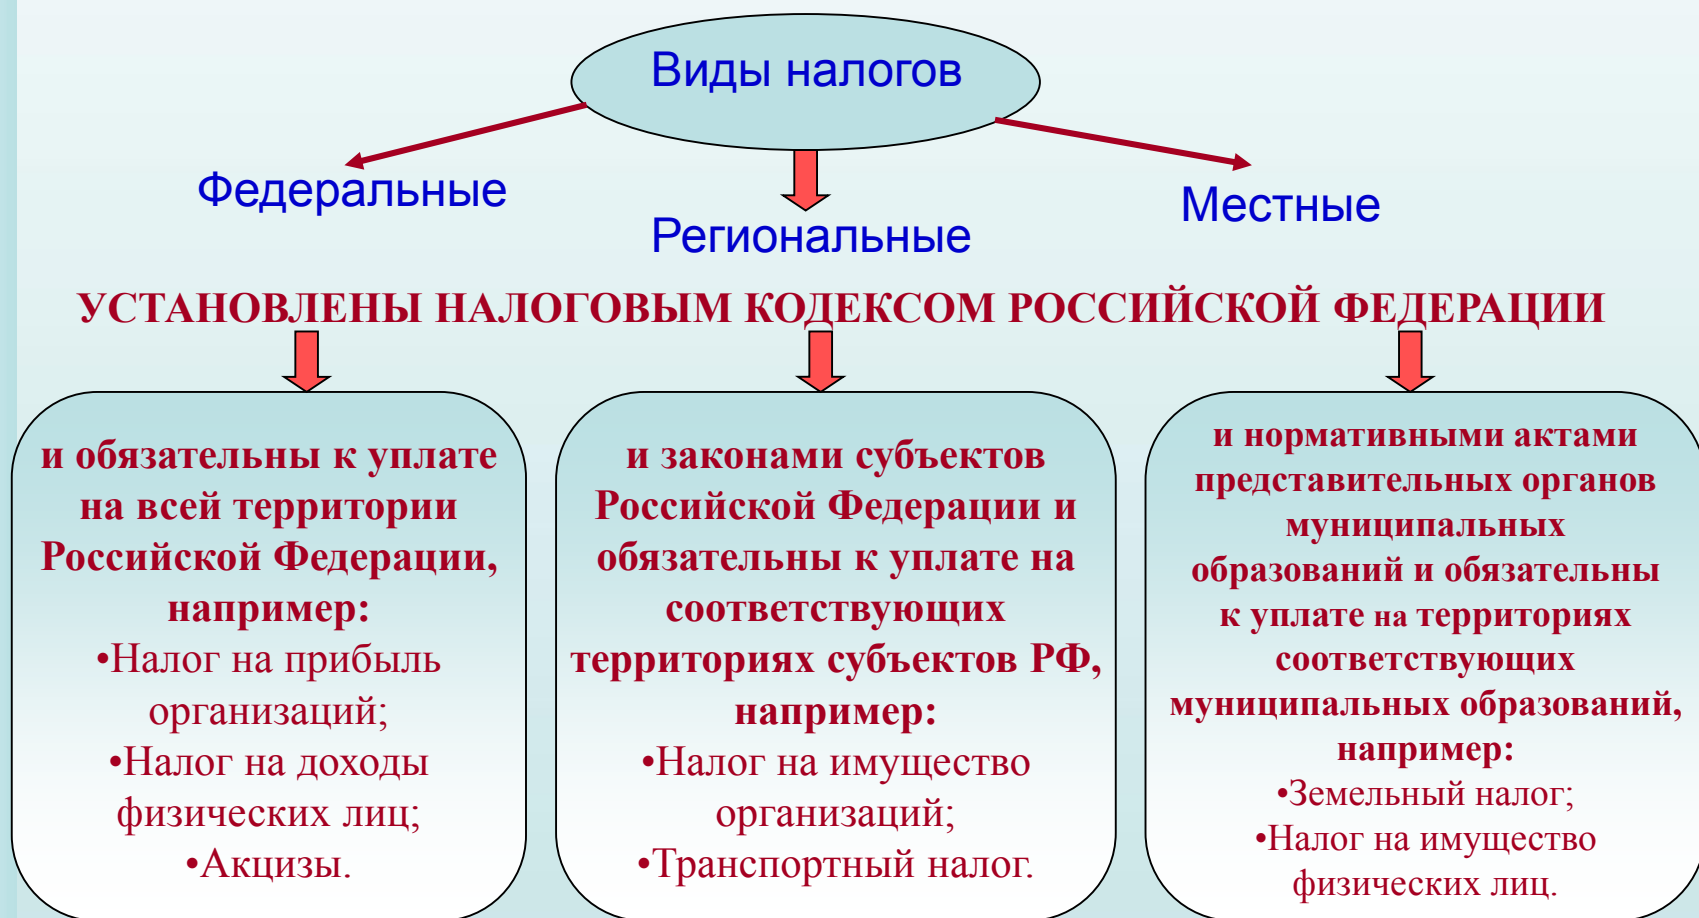 Виды налогов
Федеральные
Региональные
Местные
УСТАНОВЛЕНЫ НАЛОГОВЫМ КОДЕКСОМ РОССИЙСКОЙ ФЕДЕРАЦИИ
и обязательны к уплате
на всей территории
Российской Федерации,
например:
•Налог на прибыль
организаций;
•Налог на доходы
физических лиц;
•Акцизы.
и законами субъектов
Российской Федерации и
обязательны к уплате на
соответствующих
территориях субъектов РФ,
например:
•Налог на имущество
организаций;
•Транспортный налог.
и нормативными актами
представительных органов
муниципальных
образований и обязательны
к уплате на территориях
соответствующих
муниципальных образований,
например:
•Земельный налог;
•Налог на имущество
физических лиц.